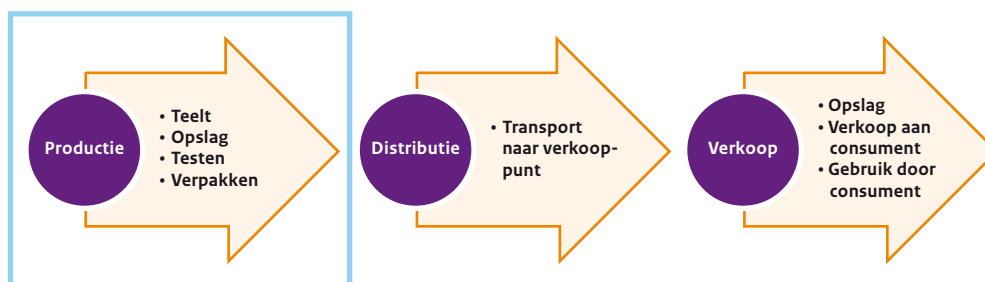 Productie
• Teelt
• Opslag
• Testen
• Verpakken
Distributie
• Transport
naar verkoop-
punt
Verkoop
• Opslag
• Verkoop aan
consument
• Gebruik door
consument